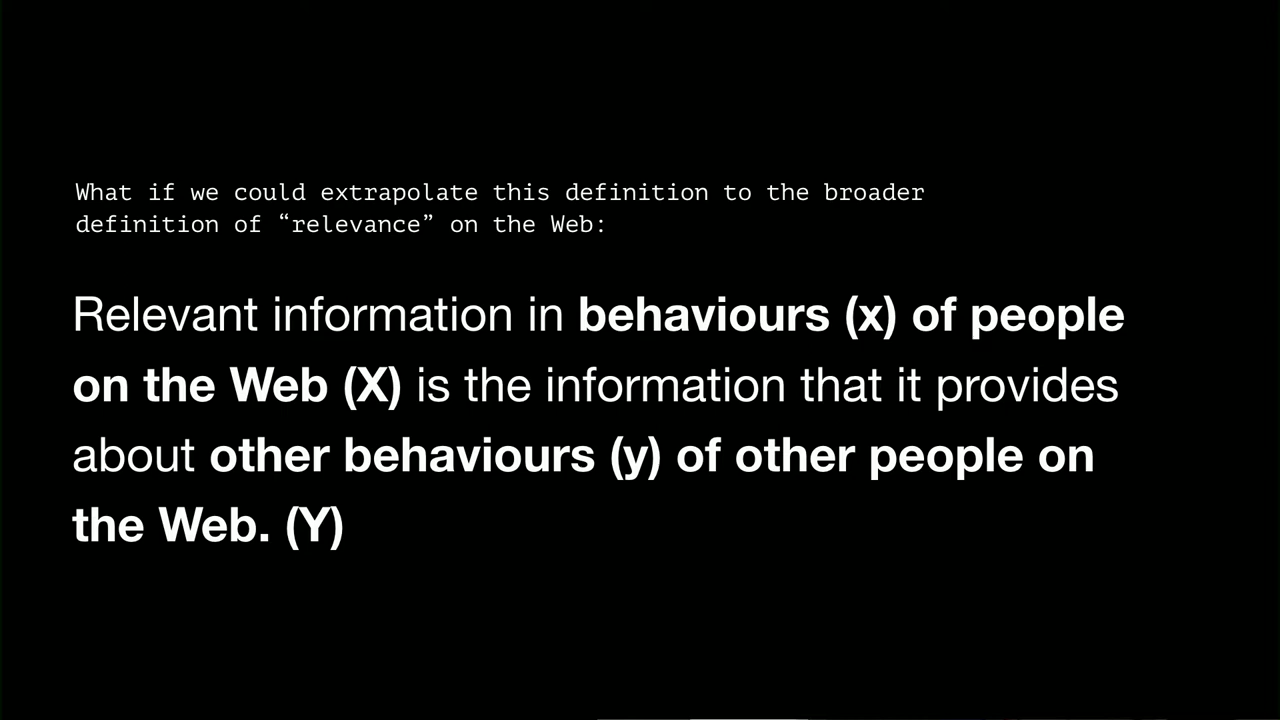 What if we could extrapolate this definition to the broader
definition of “relevance” on the Web:
Relevant information in behaviours (x) of people
on the Web (X) is the information that it provides
about other behaviours (y) of other people on
the Web. (Y)